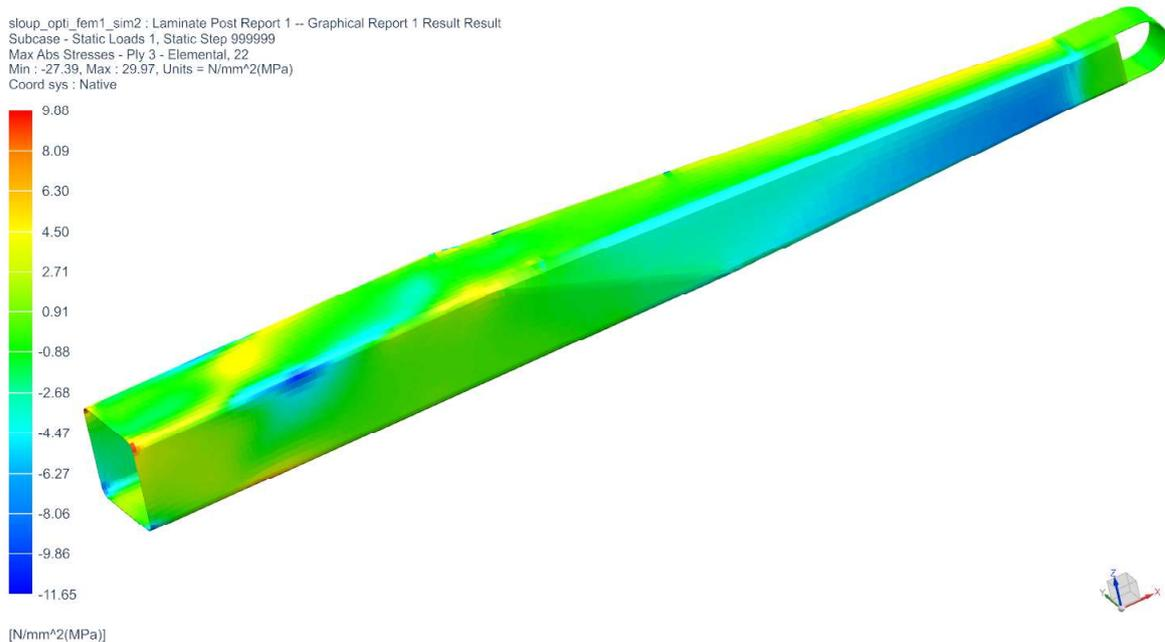 sloup_opti_fem1_sim2 : Laminate Post Report 1 -- Graphical Report 1 Result Result
Subcase - Static Loads 1, Static Step 999999
Max Abs Stresses - Ply 3 - Elemental, 22
Min : -27.39, Max : 29.97, Units = N/mm^2(MPa)
Coord sys : Native
9.88
8.09
6.30
4.50
2.71
0.91
-0.88
-2.68
-4.47
-6.27
-8.06
-9.86
-11.65
[N/mm^2(MPa)]
Z
Y
X